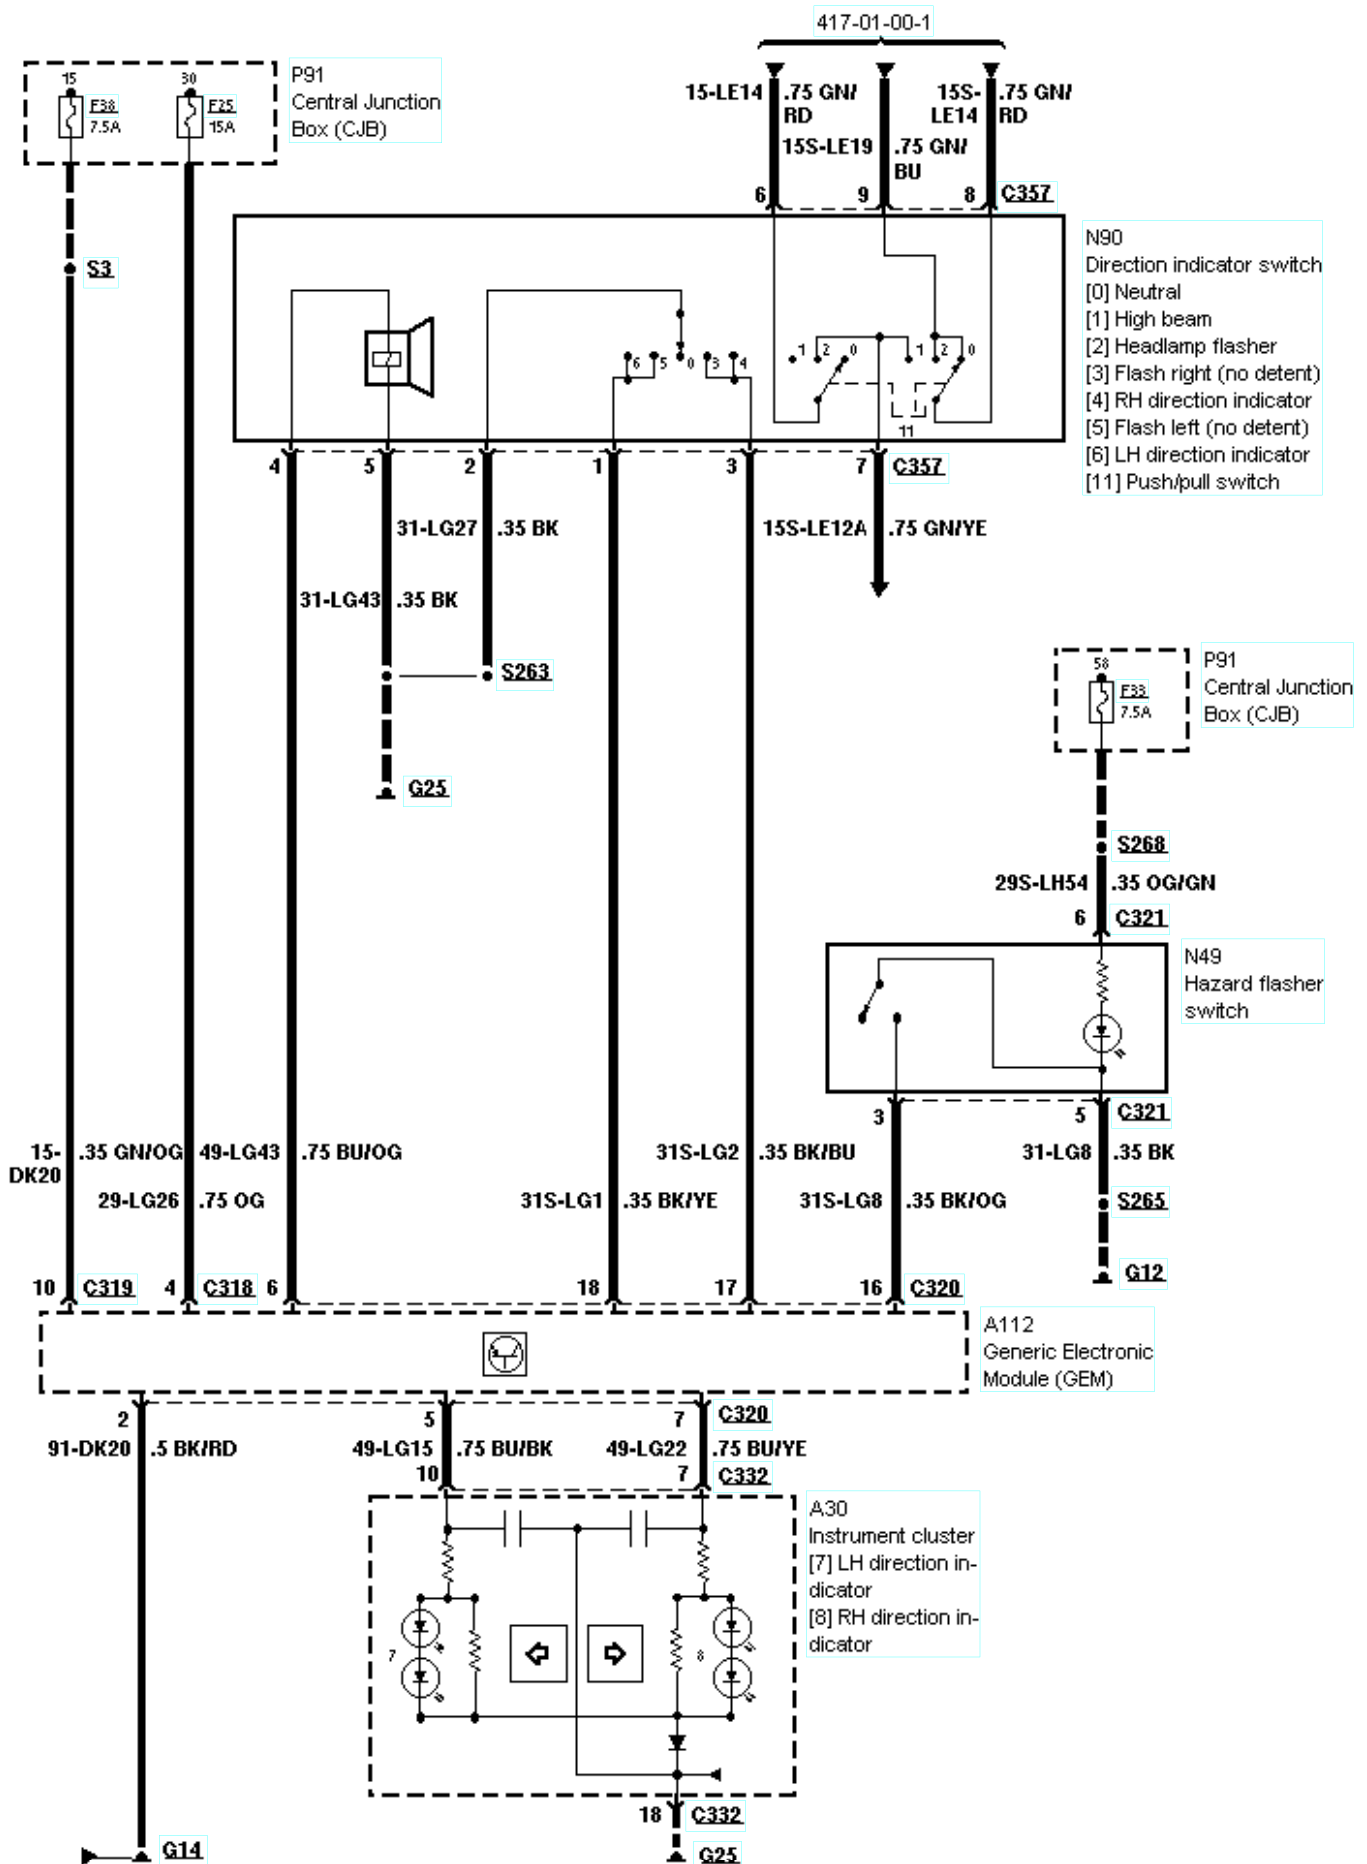 417-01-00-1
15
F38
7.5A
30
F25
15A
P91
Central Junction
Box (CJB)
15-LE14
.75 GN/
RD
15S-LE19
.75 GN/
BU
15S-
LE14
.75 GN/
RD
6
9
8
C357
S3
N90
Direction indicator switch
[0] Neutral
[1] High beam
[2] Headlamp flasher
[3] Flash right (no detent)
[4] RH direction indicator
[5] Flash left (no detent)
[6] LH direction indicator
[11] Push/pull switch
6
5
0
3
4
1
2
0
1
2
0
11
4
5
2
1
3
7
C357
31-LG27
.35 BK
15S-LE12A
.75 GN/YE
31-LG43
.35 BK
S263
G25
58
F33
7.5A
P91
Central Junction
Box (CJB)
S268
29S-LH54
.35 OG/GN
6
C321
N49
Hazard flasher
switch
3
5
C321
15-
DK20
.35 GN/OG
49-LG43
.75 BU/OG
31S-LG2
.35 BK/BU
31-LG8
.35 BK
29-LG26
.75 OG
31S-LG1
.35 BK/YE
31S-LG8
.35 BK/OG
S265
G12
10
C319
4
C318
6
18
17
16
C320
A112
Generic Electronic
Module (GEM)
2
5
7
C320
91-DK20
.5 BK/RD
49-LG15
.75 BU/BK
49-LG22
.75 BU/YE
10
7
C332
A30
Instrument cluster
[7] LH direction in-
dicator
[8] RH direction in-
dicator
7
8
18
C332
G14
G25